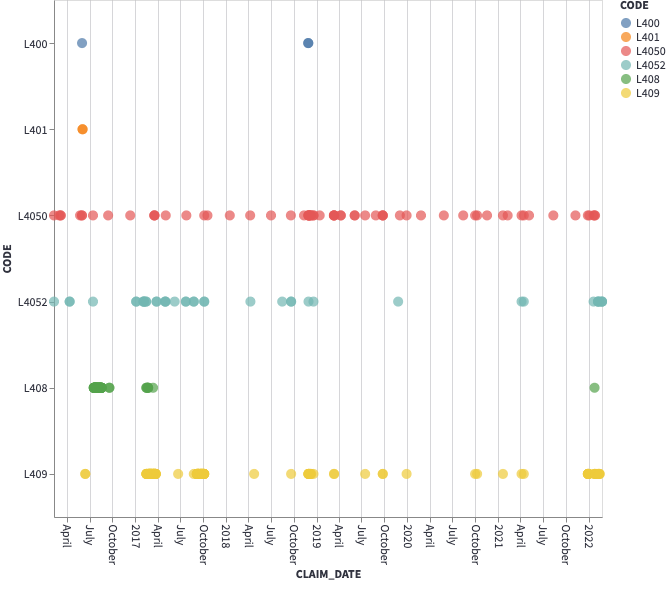 CODE
L400
L401
L4050
L4052
L408
L409
CODE
L400
L401
L4050
L4052
L408
L409
April
July
October
2017
April
July
October
2018
April
July
October
2019
April
July
October
2020
April
July
October
2021
April
July
October
2022
CLAIM_DATE